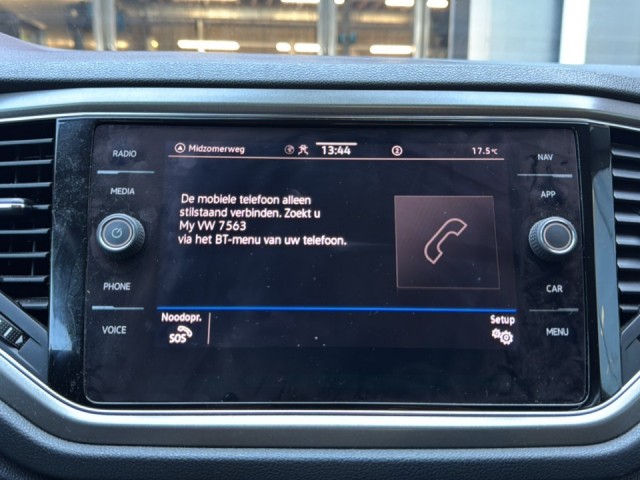 RADIO
MEDIA
PHONE
VOICE
Midzomerweg
13:44
2
17.5°C
De mobiele telefoon alleen
stilstaand verbinden. Zoekt u
My VW 7563
via het BT-menu van uw telefoon.
Noodopr.
SOS
Setup
NAV
APP
CAR
MENU